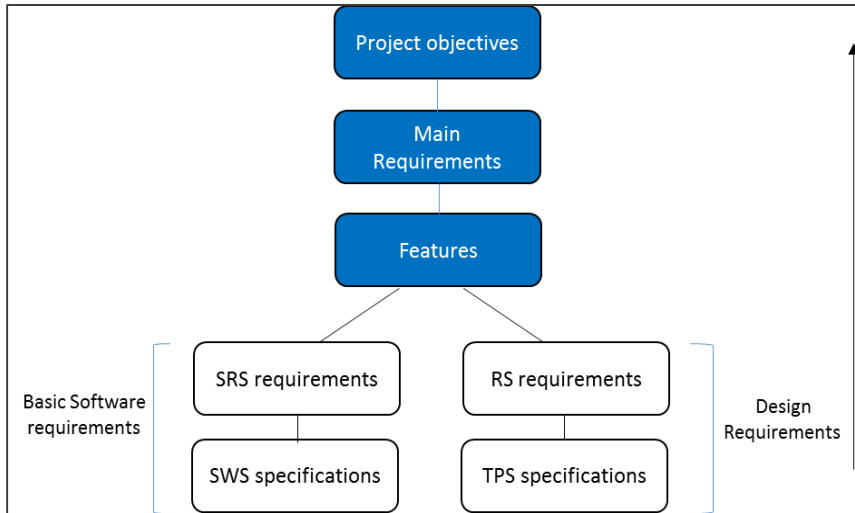 Project objectives
Main
Requirements
Features
SRS requirements
RS requirements
Basic Software
requirements
Design
Requirements
SWS specifications
TPS specifications